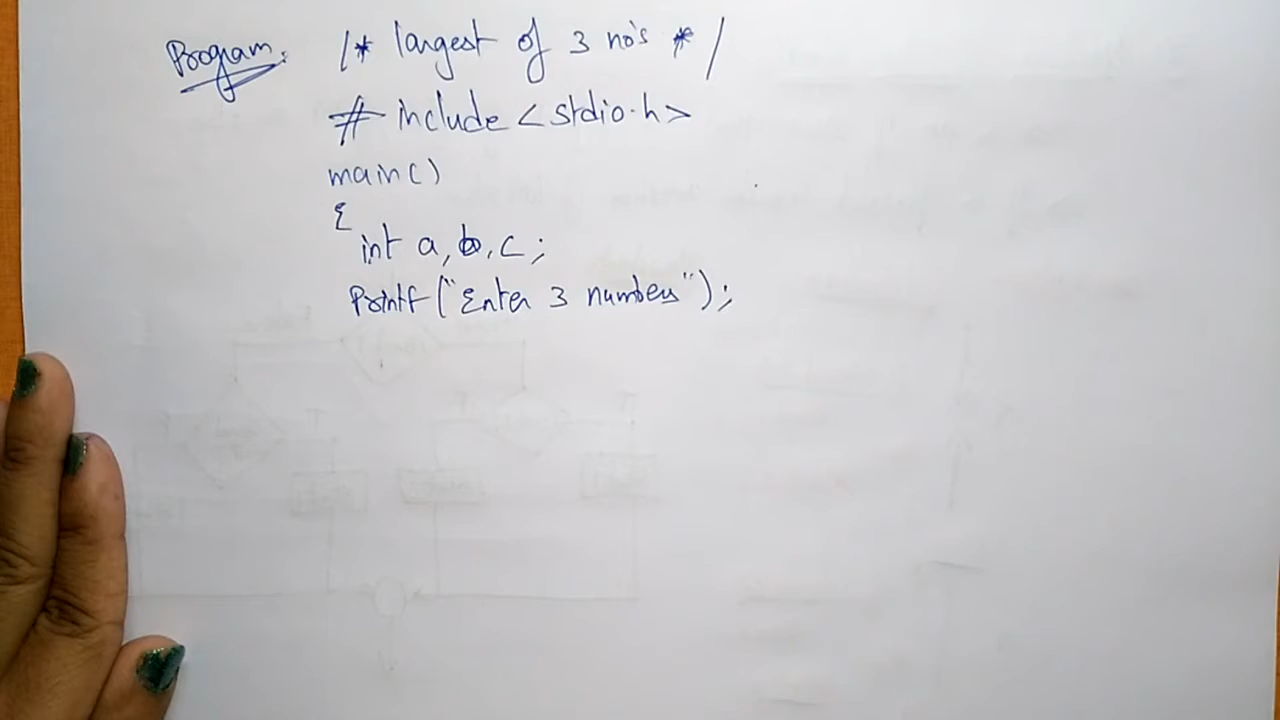 Program:
/* largest of 3 no's */
# include <stdio.h>
main()
{
int a, b, c;
Printf ("Enter 3 numbers");